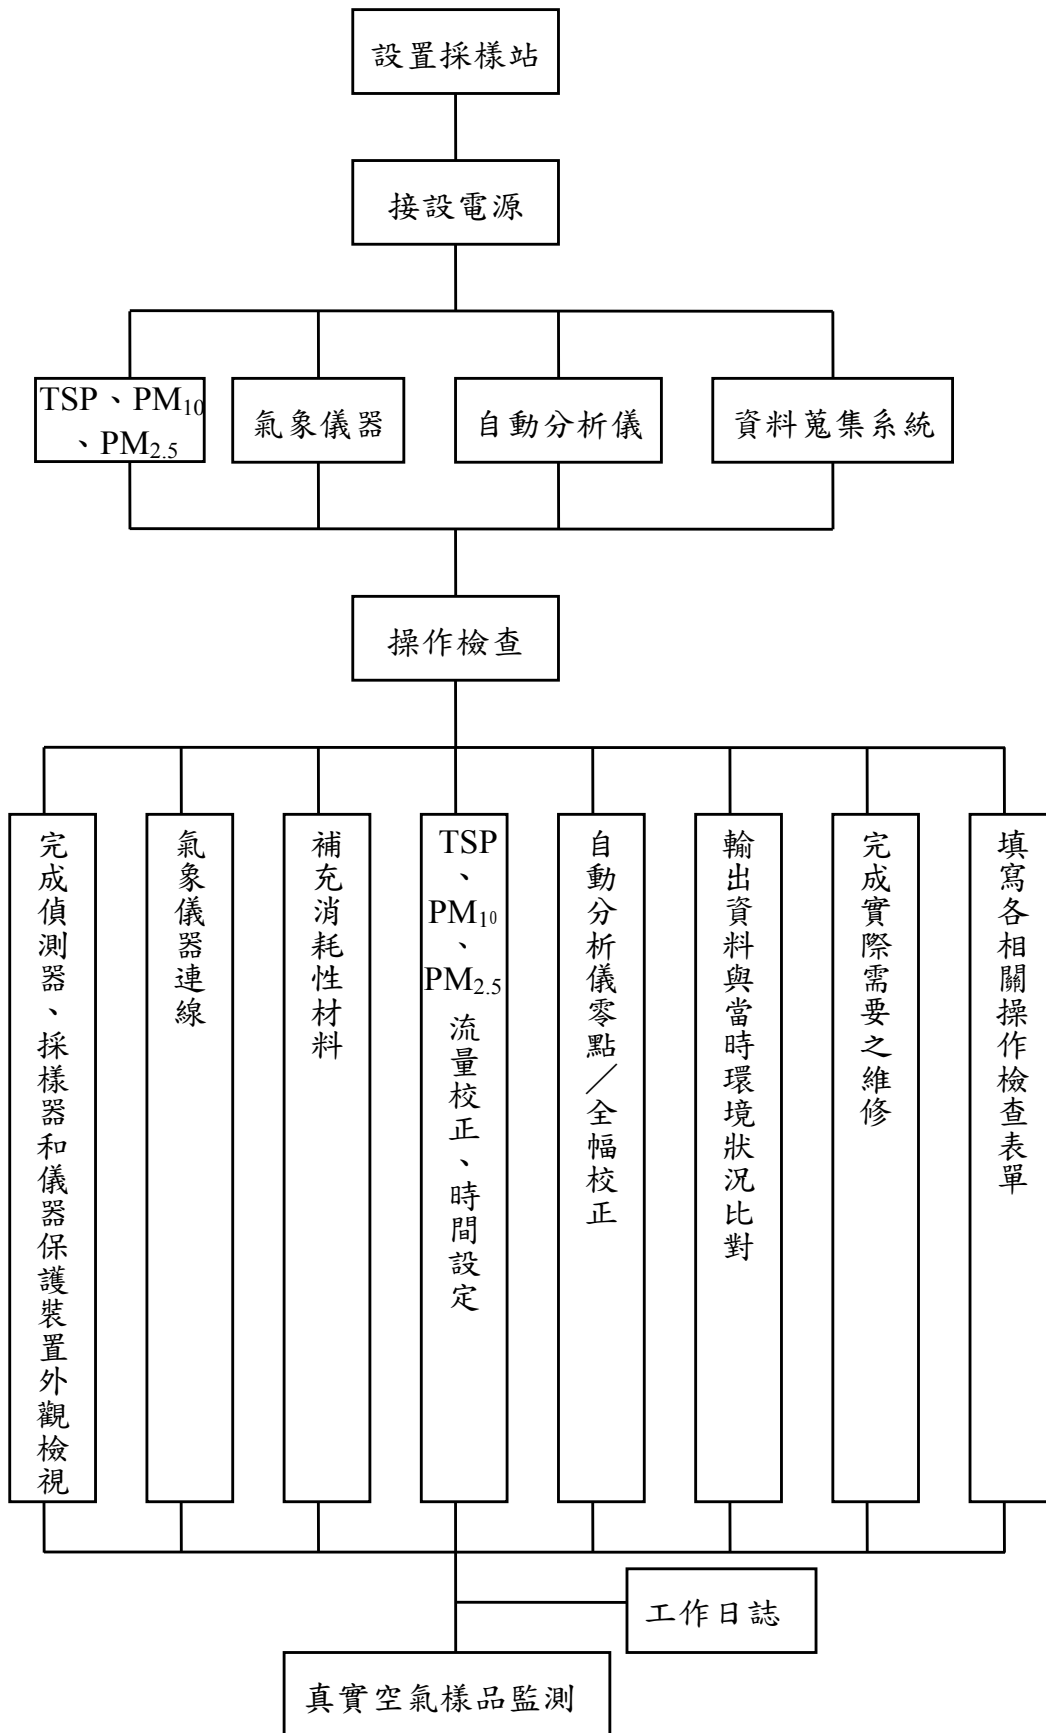 設置採樣站
接設電源
TSP、PM10
、PM2.5
氣象儀器
自動分析儀
資料蒐集系統
操作檢查
完成偵測器、採樣器和儀器保護裝置外觀檢視
氣象儀器連線
補充消耗性材料
TSP、PM10、PM2.5流量校正、時間設定
自動分析儀零點／全幅校正
輸出資料與當時環境狀況比對
完成實際需要之維修
填寫各相關操作檢查表單
工作日誌
真實空氣樣品監測